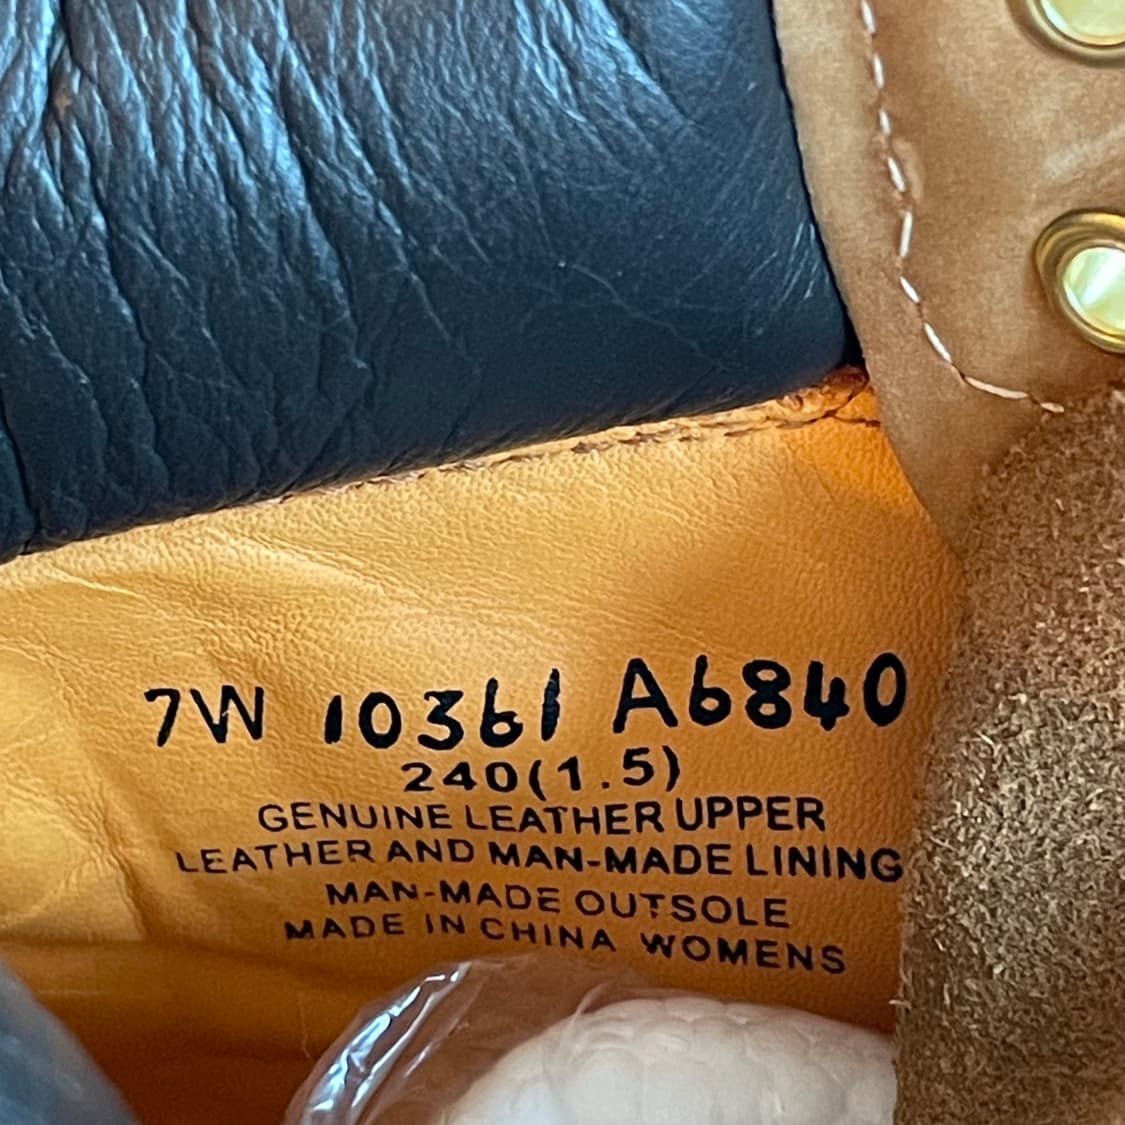 7W 10361 A6840
240(1.5)
GENUINE LEATHER UPPER
LEATHER AND MAN-MADE LINING
MAN-MADE OUTSOLE
MADE IN CHINA WOMENS